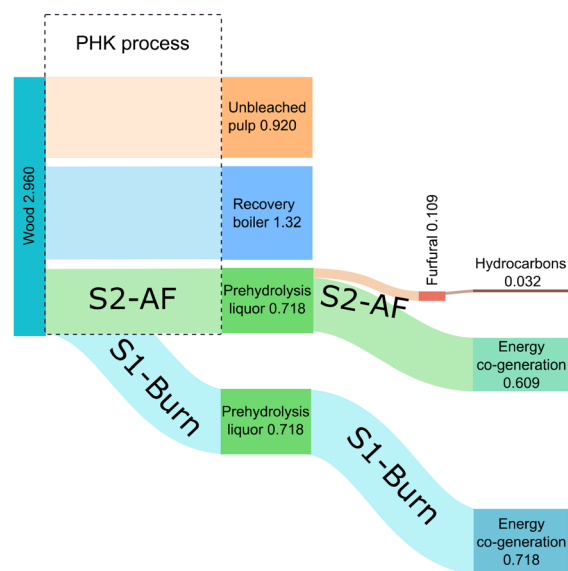 PHK process
Wood 2.960
Unbleached
pulp 0.920
Recovery
boiler 1.32
S2-AF
Prehydrolysis
liquor 0.718
S2-AF
Furfural 0.109
Hydrocarbons
0.032
Energy
co-generation
0.609
S1-Burn
Prehydrolysis
liquor 0.718
S1-Burn
Energy
co-generation
0.718